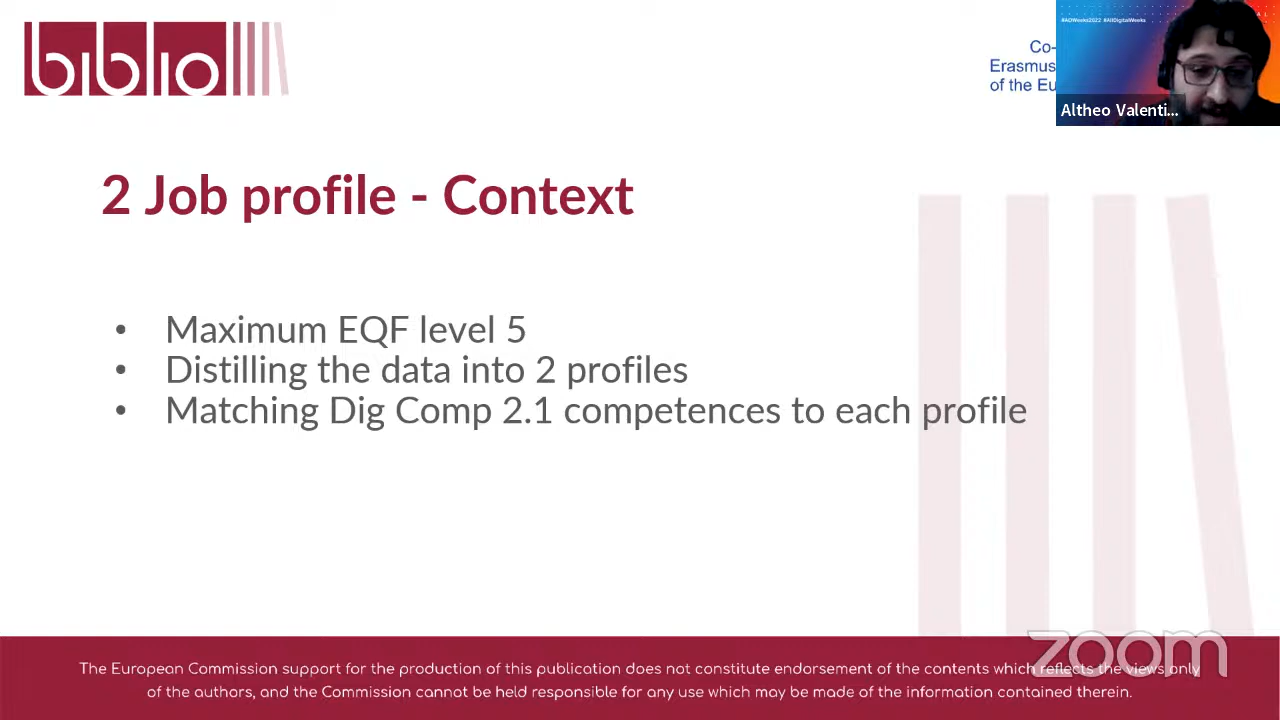 biblio
Co-
Erasmus
of the Eu
#ADWeeks2022 #AllDigitalWeeks
Altheo Valenti...
2 Job profile - Context
• Maximum EQF level 5
• Distilling the data into 2 profiles
• Matching Dig Comp 2.1 competences to each profile
zoom
The European Commission support for the production of this publication does not constitute endorsement of the contents which reflects the views only
of the authors, and the Commission cannot be held responsible for any use which may be made of the information contained therein.